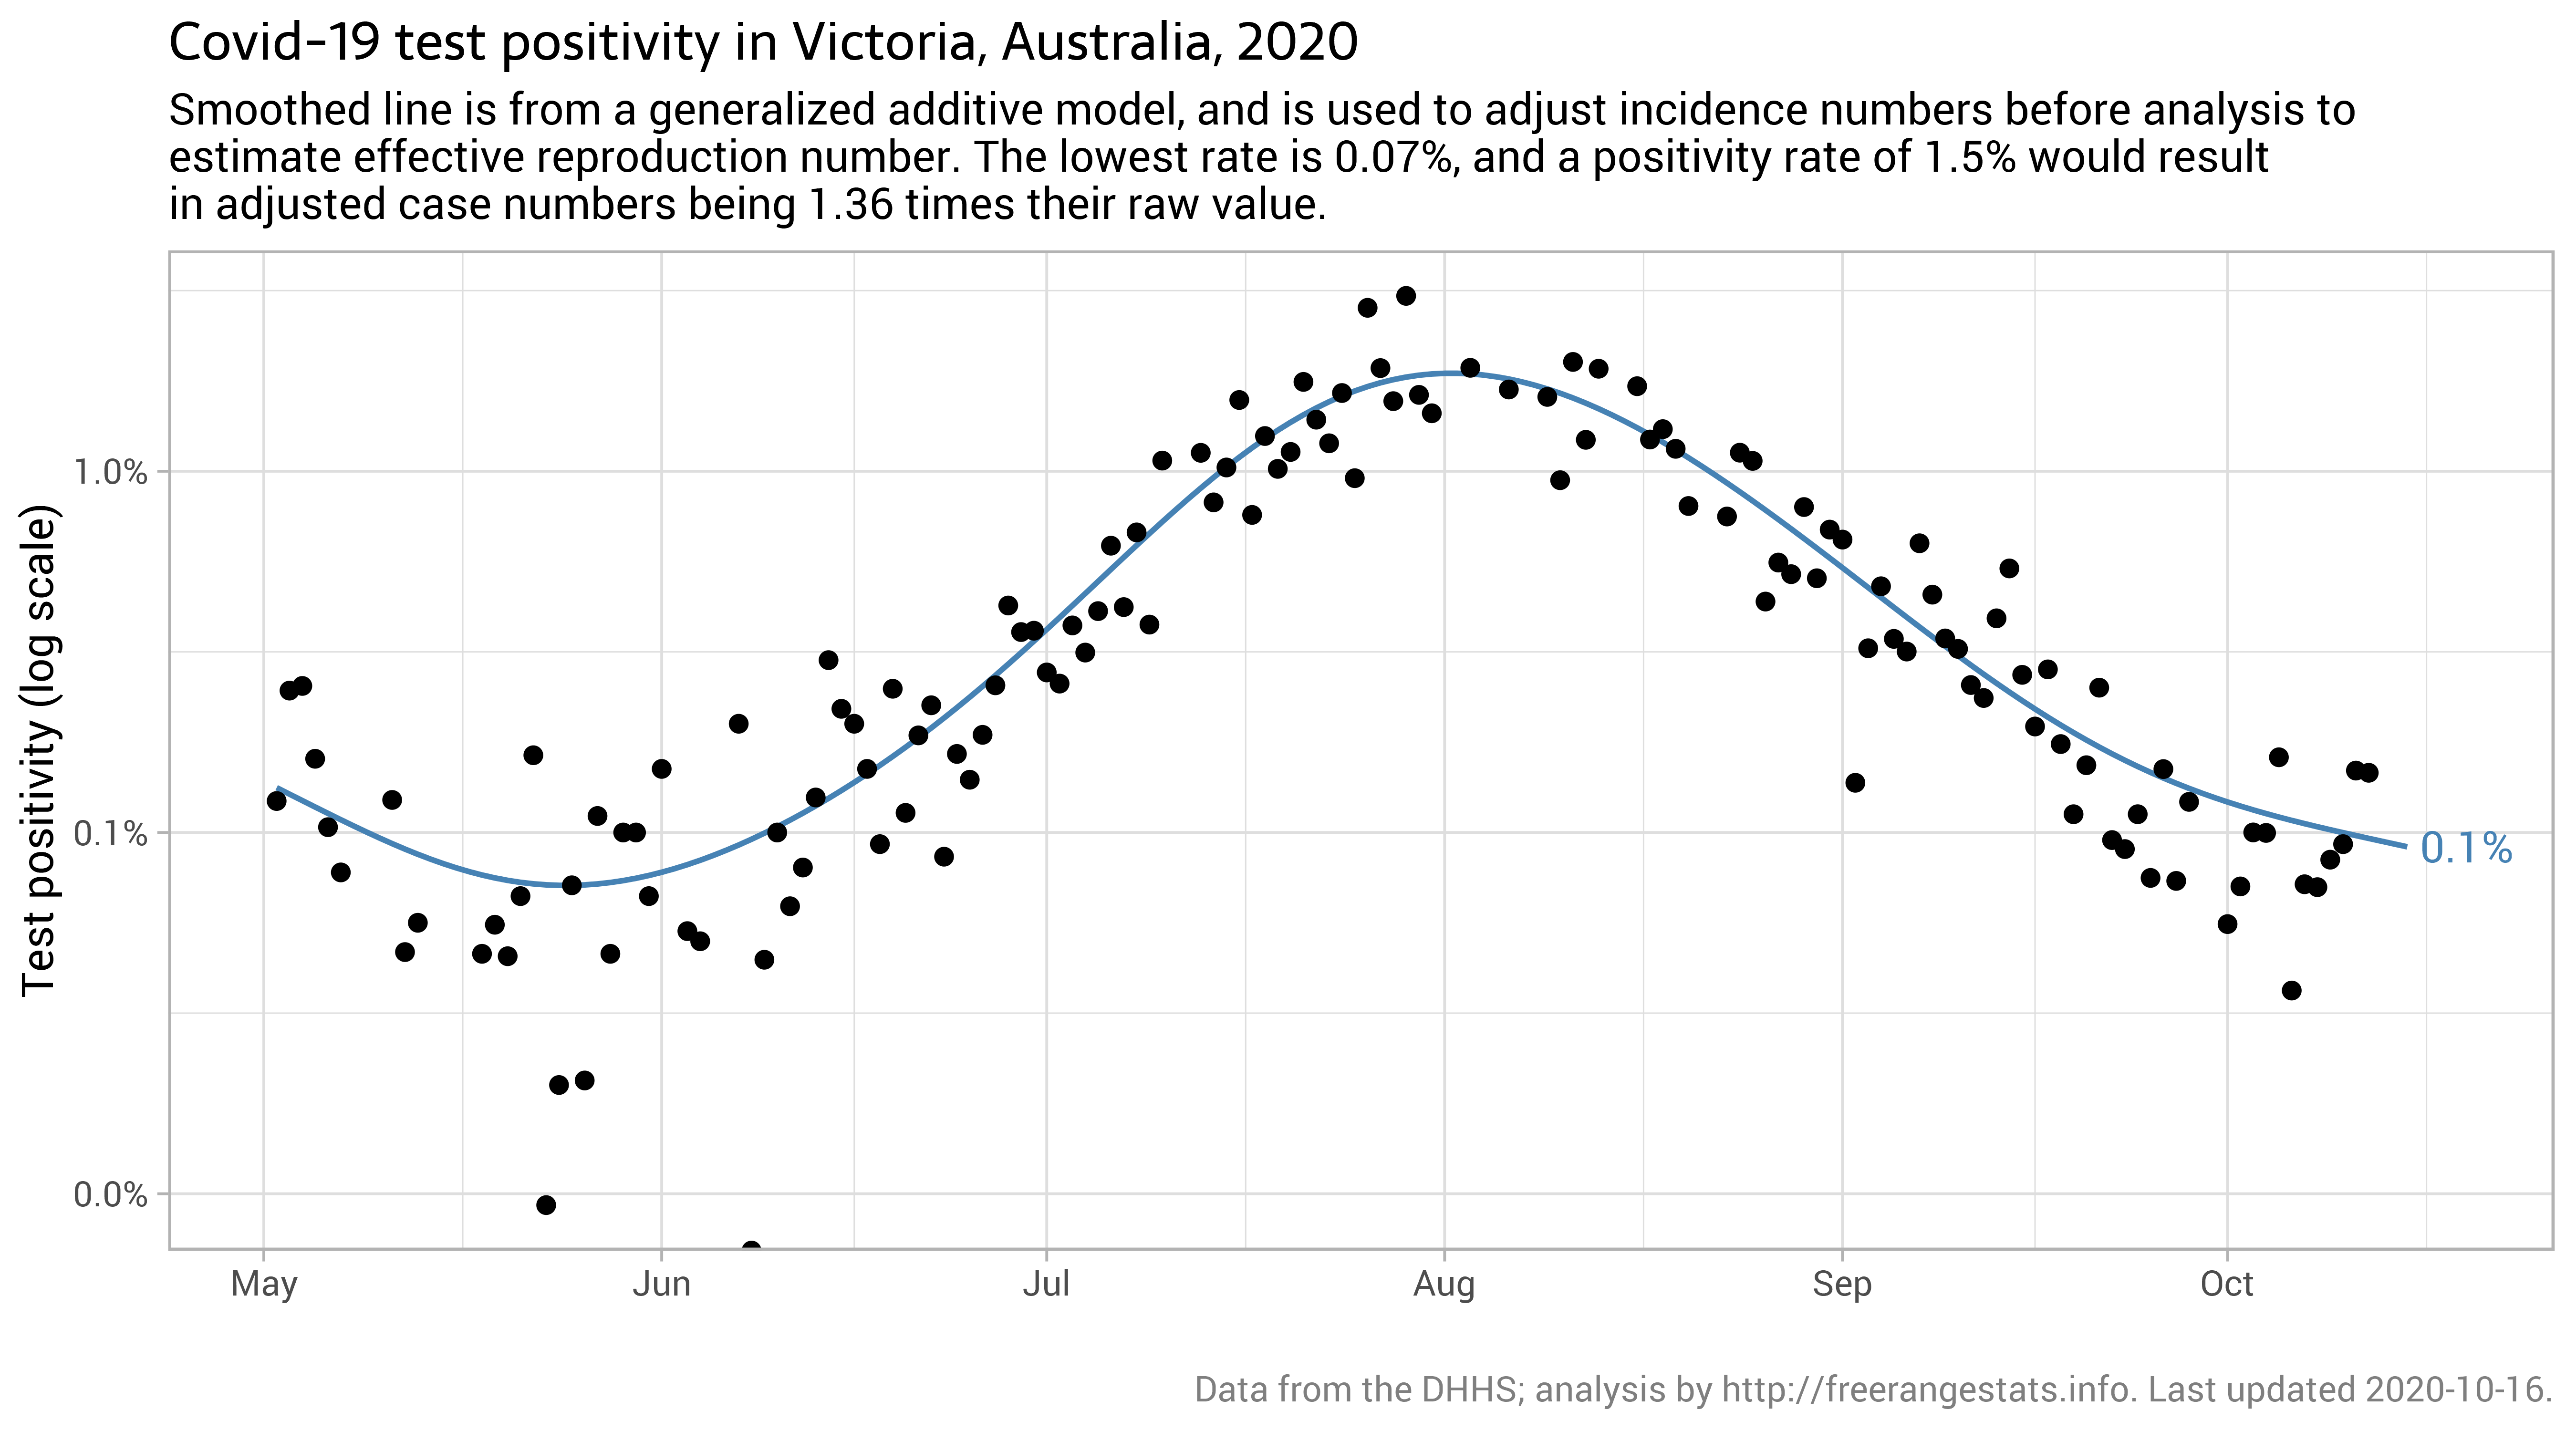 Covid-19 test positivity in Victoria, Australia, 2020
Smoothed line is from a generalized additive model, and is used to adjust incidence numbers before analysis to
estimate effective reproduction number. The lowest rate is 0.07%, and a positivity rate of 1.5% would result
in adjusted case numbers being 1.36 times their raw value.
Test positivity (log scale)
1.0%
0.1%
0.0%
0.1%
May Jun Jul Aug Sep Oct
Data from the DHHS; analysis by http://freerangestats.info. Last updated 2020-10-16.